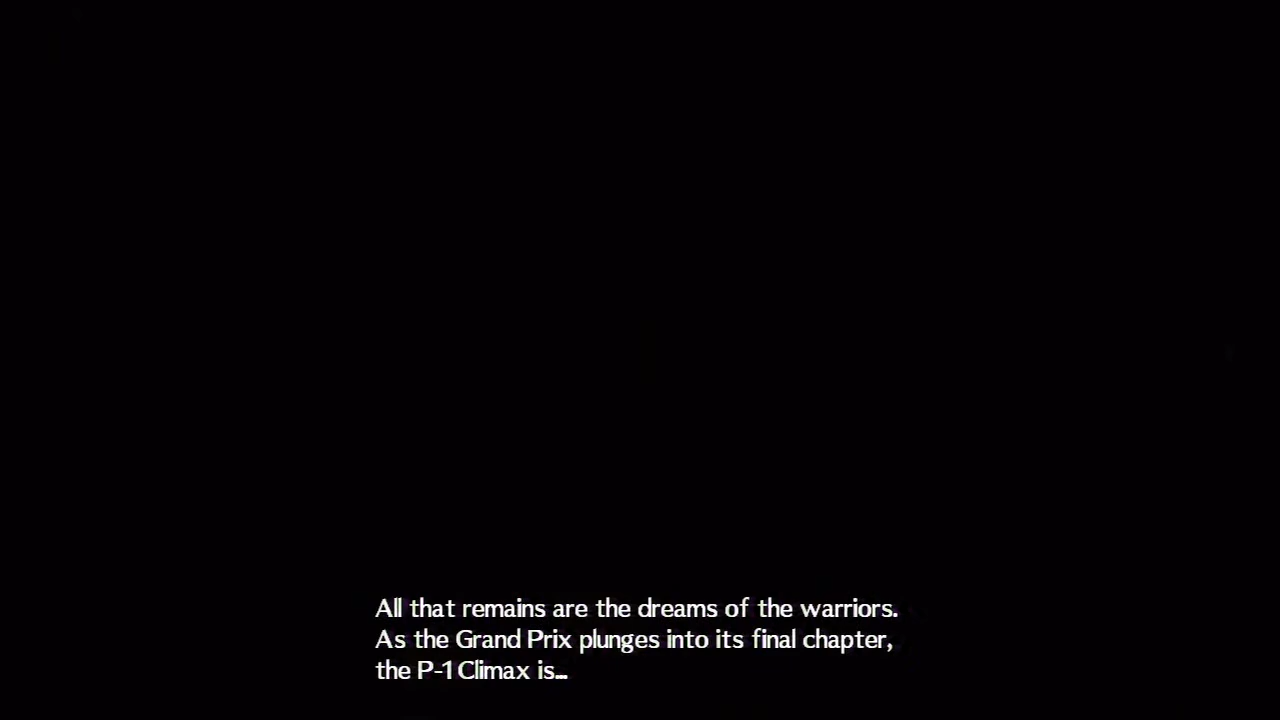 All that remains are the dreams of the warriors.
As the Grand Prix plunges into its final chapter,
the P-1 Climax is...